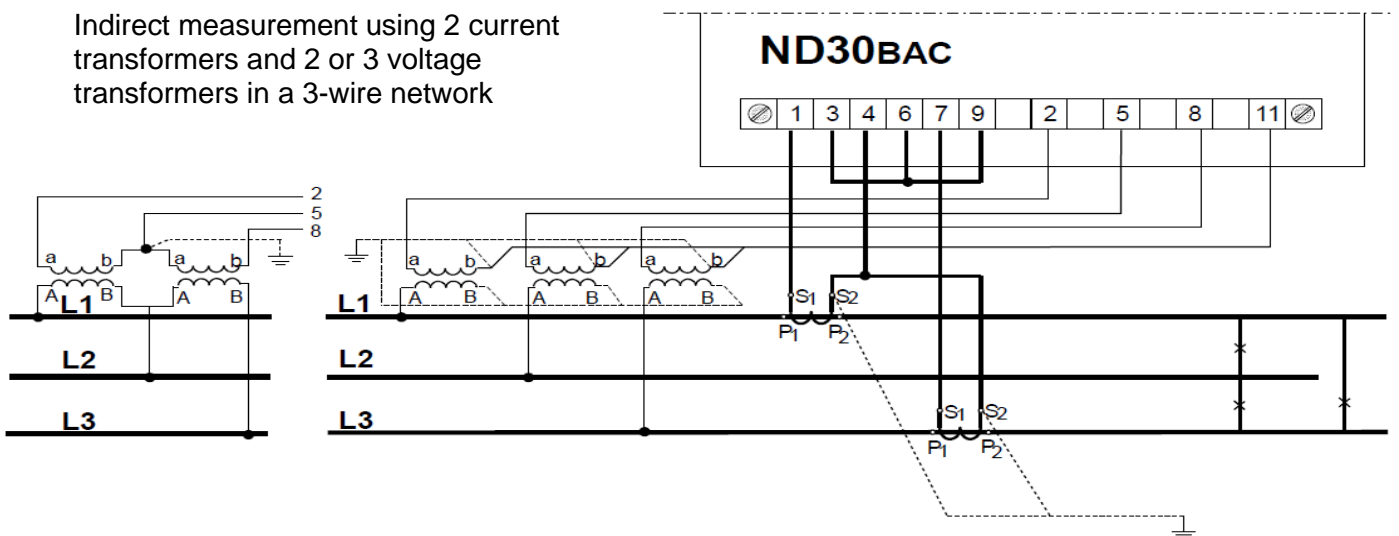 Indirect measurement using 2 current
transformers and 2 or 3 voltage
transformers in a 3-wire network
ND30BAC
1 3 4 6 7 9 2 5 8 11
2
5
8
a b a b a b a b a b
A B A B A B A B A B
L1 L1 S1 S2
P1 P2
L2 L2
L3 L3 S1 S2
P1 P2